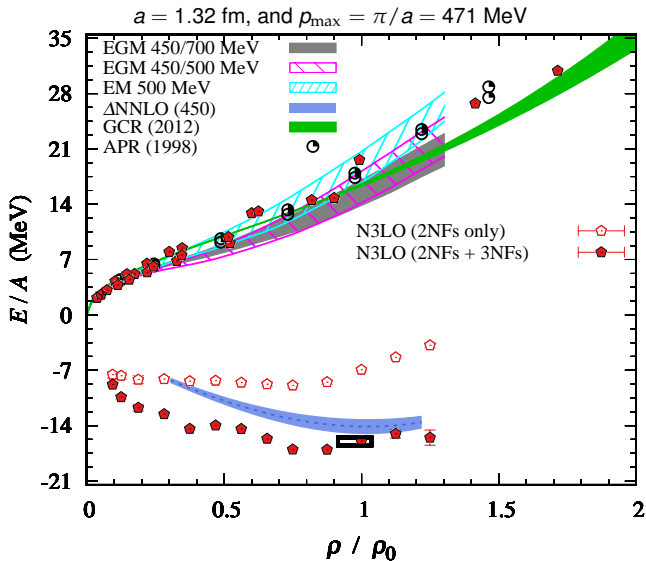 a = 1.32 fm, and p_max = π/a = 471 MeV
35
28
21
14
7
0
-7
-14
-21
E / A (MeV)
EGM 450/700 MeV
EGM 450/500 MeV
EM 500 MeV
ΔNNLO (450)
GCR (2012)
APR (1998)
N3LO (2NFs only)
N3LO (2NFs + 3NFs)
0 0.5 1 1.5 2
ρ / ρ₀